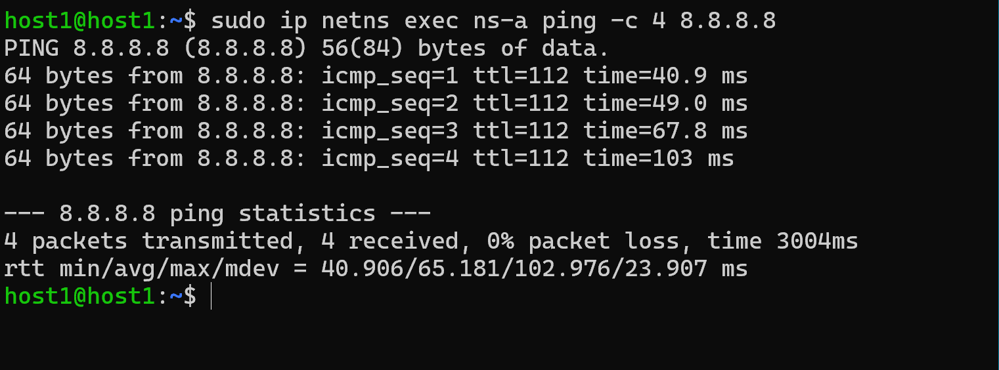 host1@host1:~$ sudo ip netns exec ns-a ping -c 4 8.8.8.8
PING 8.8.8.8 (8.8.8.8) 56(84) bytes of data.
64 bytes from 8.8.8.8: icmp_seq=1 ttl=112 time=40.9 ms
64 bytes from 8.8.8.8: icmp_seq=2 ttl=112 time=49.0 ms
64 bytes from 8.8.8.8: icmp_seq=3 ttl=112 time=67.8 ms
64 bytes from 8.8.8.8: icmp_seq=4 ttl=112 time=103 ms
--- 8.8.8.8 ping statistics ---
4 packets transmitted, 4 received, 0% packet loss, time 3004ms
rtt min/avg/max/mdev = 40.906/65.181/102.976/23.907 ms
host1@host1:~$